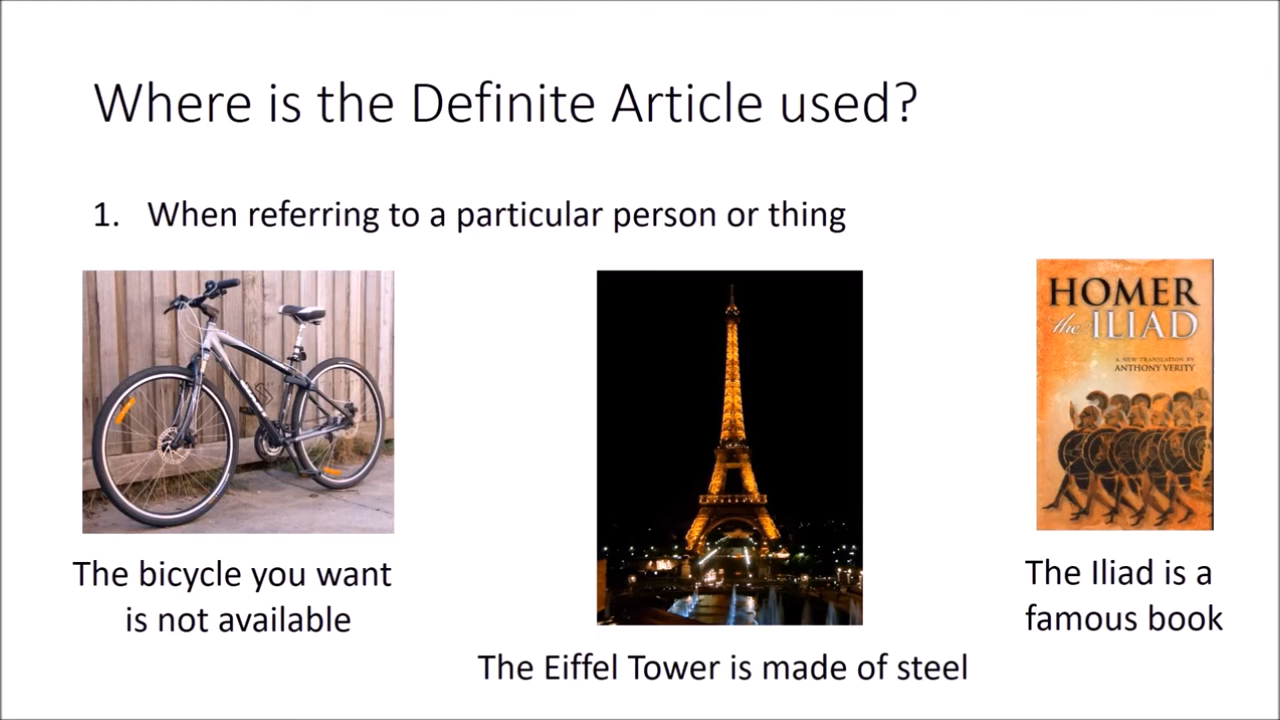 Where is the Definite Article used?
1. When referring to a particular person or thing
HOMER
the ILIAD
A NEW TRANSLATION BY
ANTHONY VERITY
The bicycle you want
is not available
The Eiffel Tower is made of steel
The Iliad is a
famous book